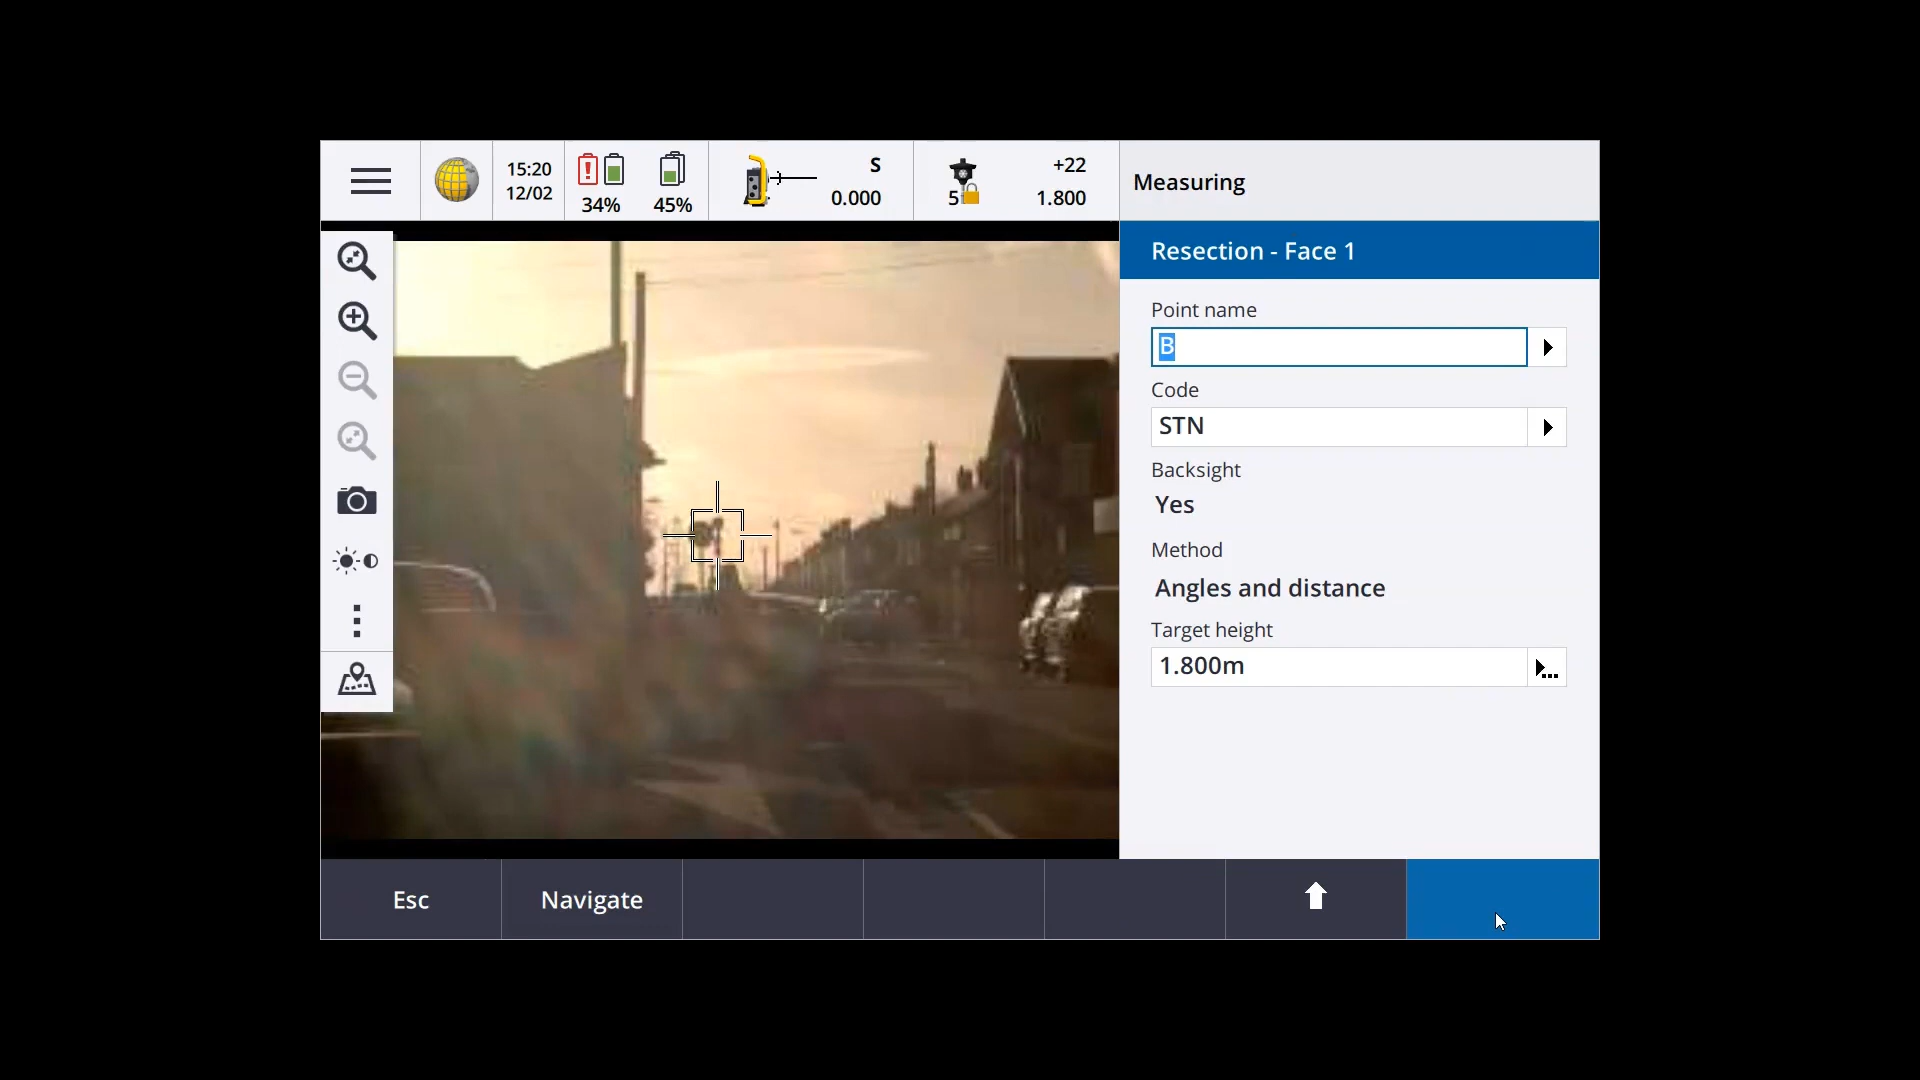 15:20
12/02
34%
45%
S
0.000
5
+22
1.800
Measuring
Resection - Face 1
Point name
B
Code
STN
Backsight
Yes
Method
Angles and distance
Target height
1.800m
Esc
Navigate